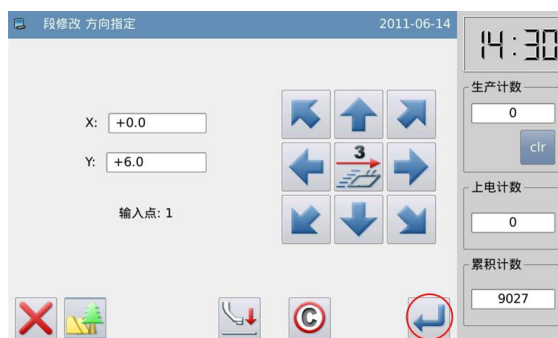 段修改 方向指定 2011-06-14
14:30
生产计数
0
clr
X: +0.0
Y: +6.0
3
输入点: 1
上电计数
0
累积计数
9027
C